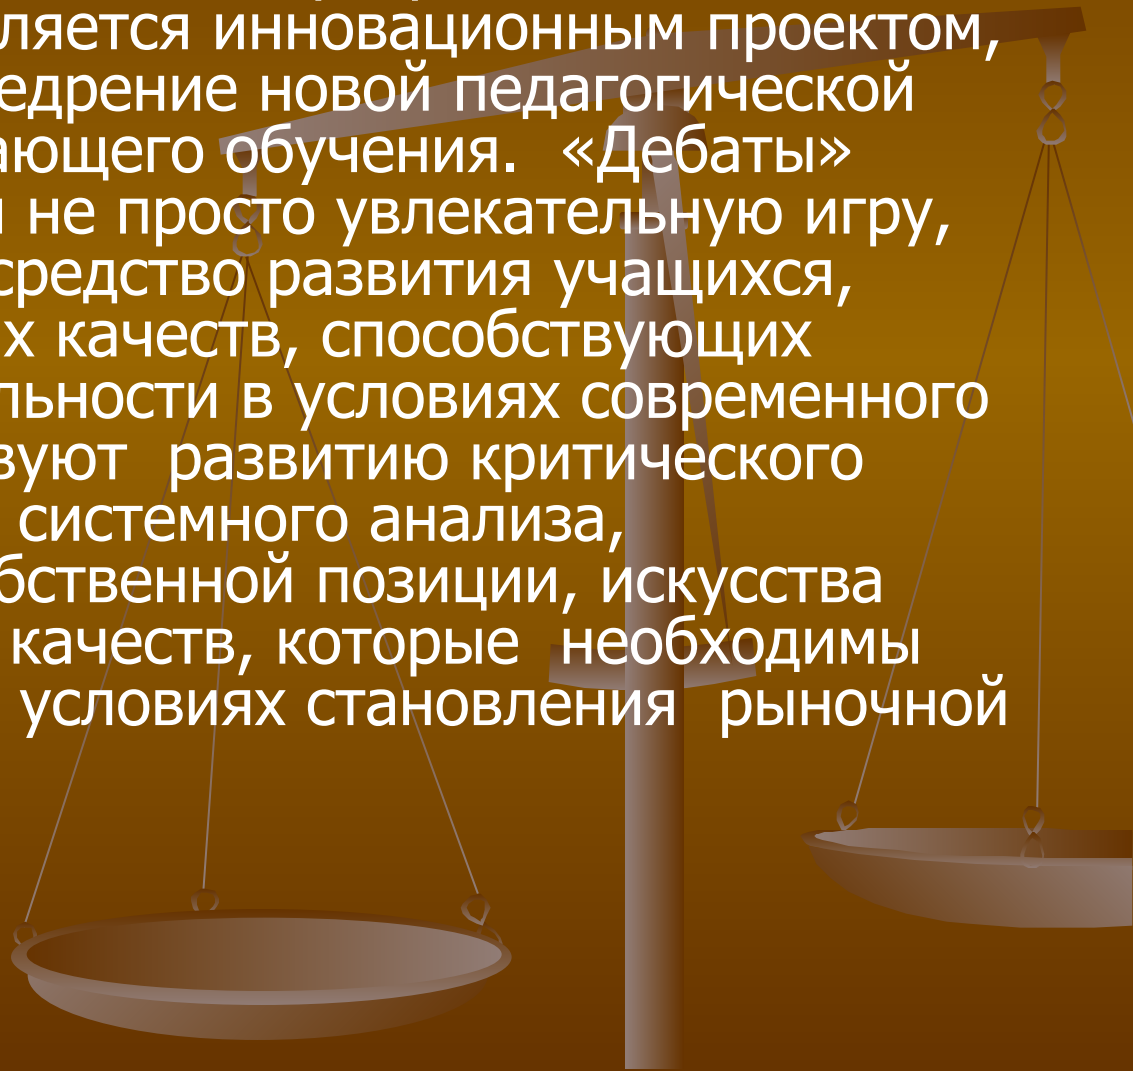 ляется инновационным проектом,
едрение новой педагогической
ающего обучения. «Дебаты»
не просто увлекательную игру,
средство развития учащихся,
х качеств, способствующих
льности в условиях современного
вуют развитию критического
системного анализа,
бственной позиции, искусства
качеств, которые необходимы
условиях становления рыночной